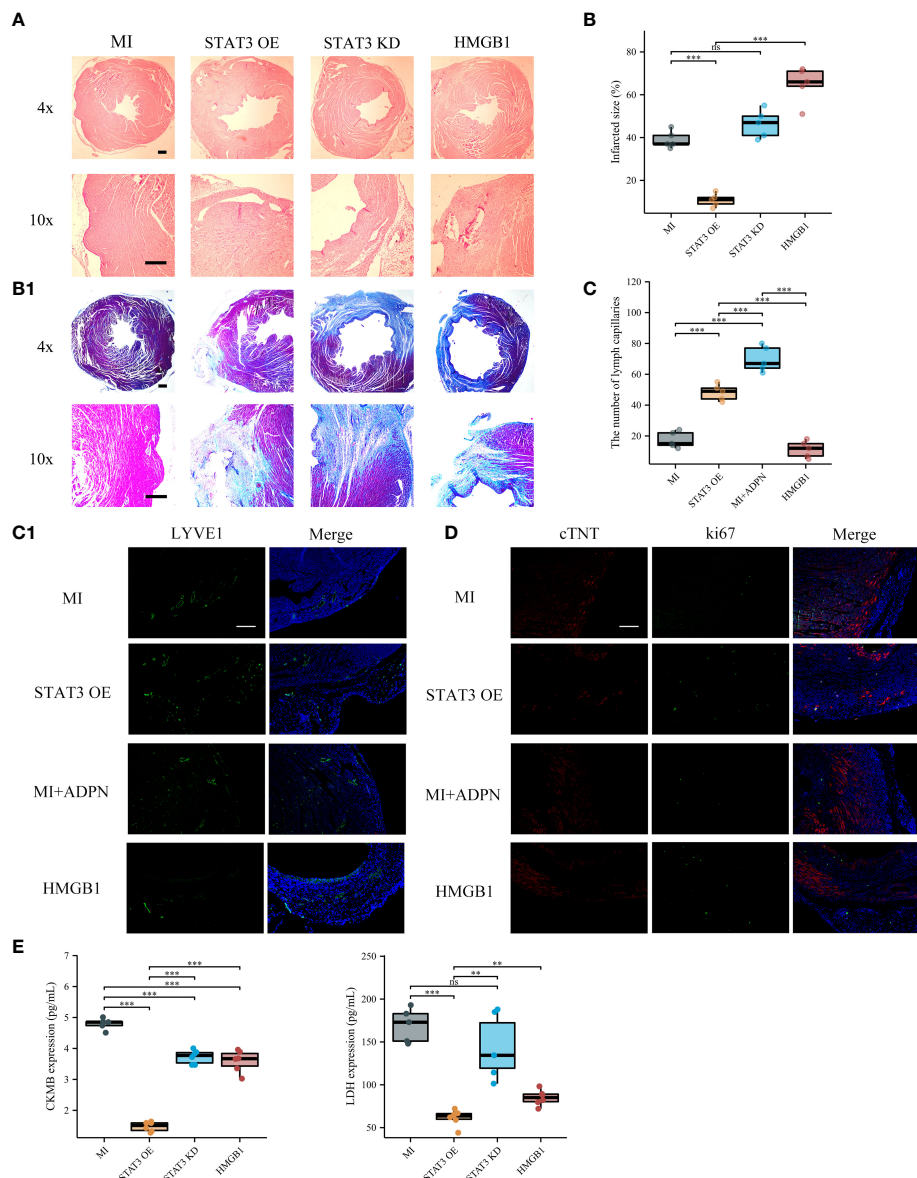 A
MI STAT3 OE STAT3 KD HMGB1
4x
10x
B1
4x
10x
B
Infarcted size (%)
80
60
40
20
***
ns
***
MI STAT3 OE STAT3 KD HMGB1
C
The number of lymph capillaries
100
80
60
40
20
***
***
***
***
***
MI STAT3 OE MI+ADPN HMGB1
C1
LYVE1 Merge
MI
STAT3 OE
MI+ADPN
HMGB1
D
cTNT ki67 Merge
MI
STAT3 OE
MI+ADPN
HMGB1
E
CKMB expression (pg/mL)
7
6
5
4
3
2
***
***
***
***
***
MI STAT3 OE STAT3 KD HMGB1
LDH expression (pg/mL)
200
150
100
50
**
**
ns
***
MI STAT3 OE STAT3 KD HMGB1